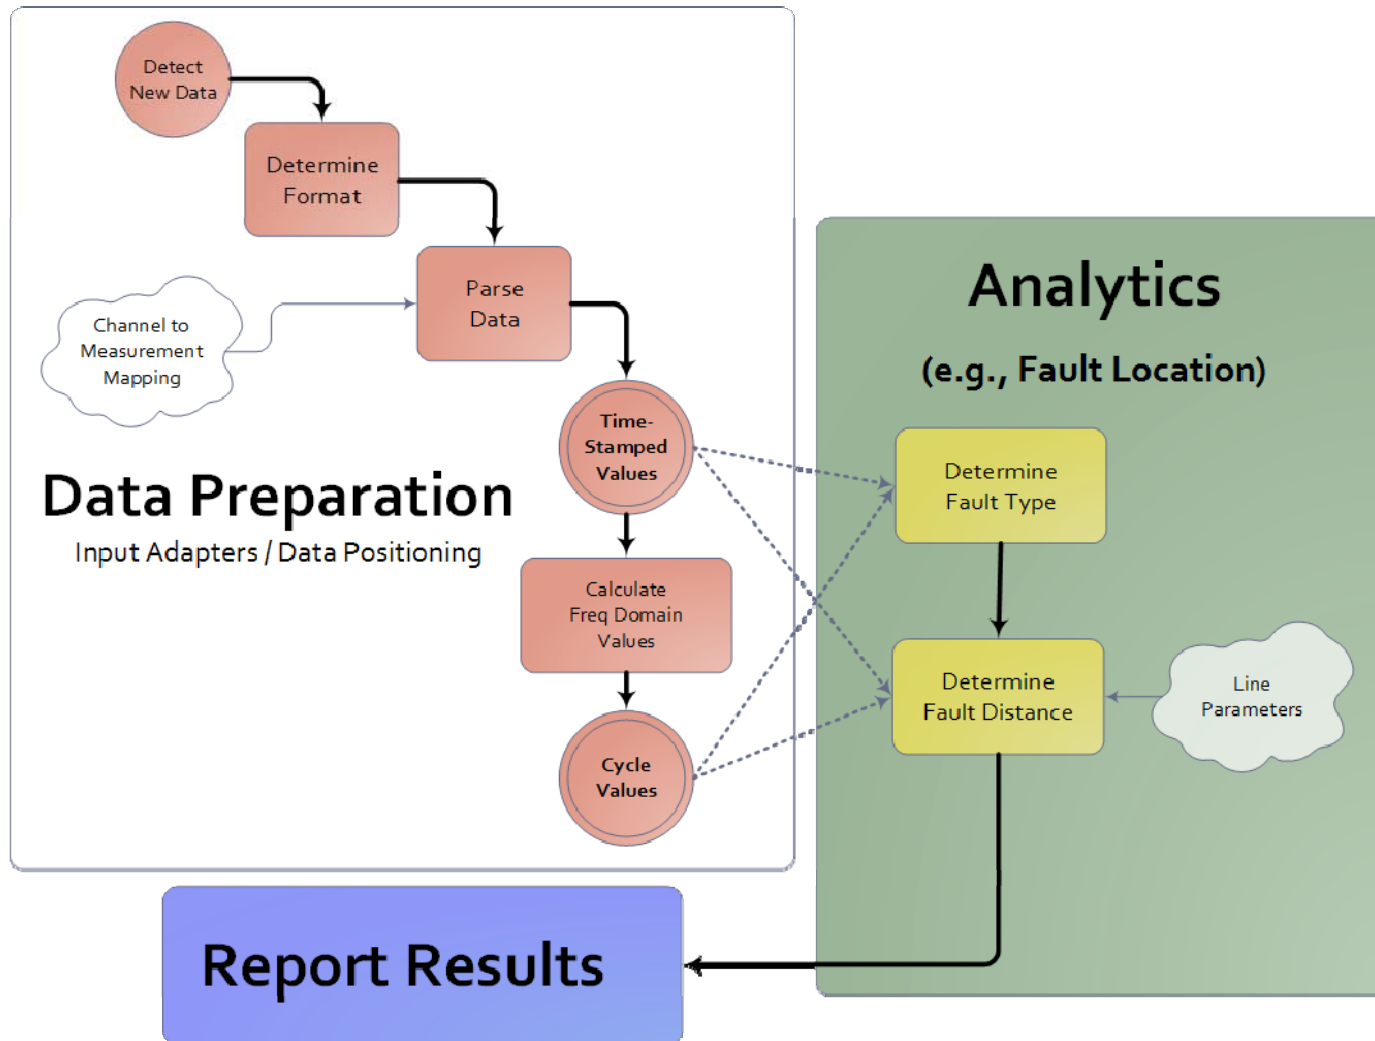 Detect
New Data
Determine
Format
Parse
Data
Channel to
Measurement
Mapping
Time-
Stamped
Values
Data Preparation
Input Adapters / Data Positioning
Calculate
Freq Domain
Values
Cycle
Values
Analytics
(e.g., Fault Location)
Determine
Fault Type
Determine
Fault Distance
Line
Parameters
Report Results